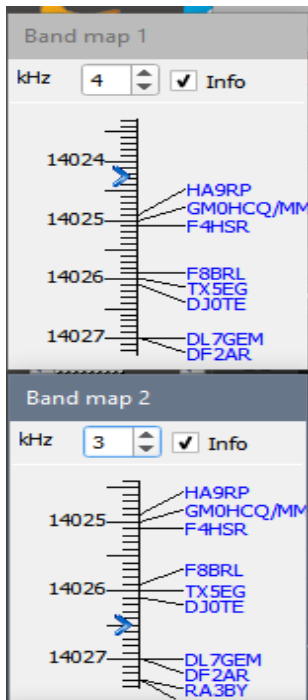 Band map 1
kHz 4 Info
14024
HA9RP
GM0HCQ/MM
14025
F4HSR
F8BRL
14026
TX5EG
DJ0TE
14027
DL7GEM
DF2AR
Band map 2
kHz 3 Info
HA9RP
GM0HCQ/MM
14025
F4HSR
F8BRL
14026
TX5EG
DJ0TE
14027
DL7GEM
DF2AR
RA3BY